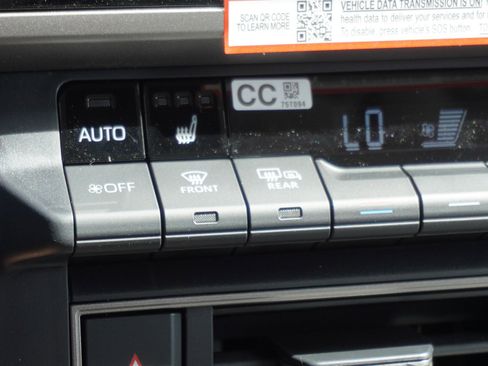 SCAN QR CODE
TO LEARN MORE
VEHICLE DATA TRANSMISSION IS ON!
health data to deliver your services and for
To disable, press vehicle's SOS button
CC
75T094
AUTO
LO
OFF
FRONT
REAR